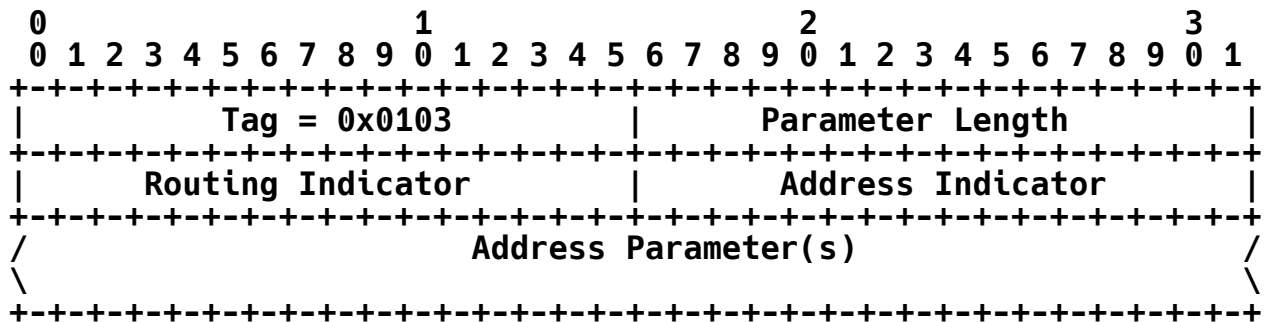 0                   1                   2                   3
 0 1 2 3 4 5 6 7 8 9 0 1 2 3 4 5 6 7 8 9 0 1 2 3 4 5 6 7 8 9 0 1
+-+-+-+-+-+-+-+-+-+-+-+-+-+-+-+-+-+-+-+-+-+-+-+-+-+-+-+-+-+-+-+-+
|          Tag = 0x0103         |      Parameter Length         |
+-+-+-+-+-+-+-+-+-+-+-+-+-+-+-+-+-+-+-+-+-+-+-+-+-+-+-+-+-+-+-+-+
|      Routing Indicator        |       Address Indicator       |
+-+-+-+-+-+-+-+-+-+-+-+-+-+-+-+-+-+-+-+-+-+-+-+-+-+-+-+-+-+-+-+-+
/                       Address Parameter(s)                    /
\                                                               \
+-+-+-+-+-+-+-+-+-+-+-+-+-+-+-+-+-+-+-+-+-+-+-+-+-+-+-+-+-+-+-+-+